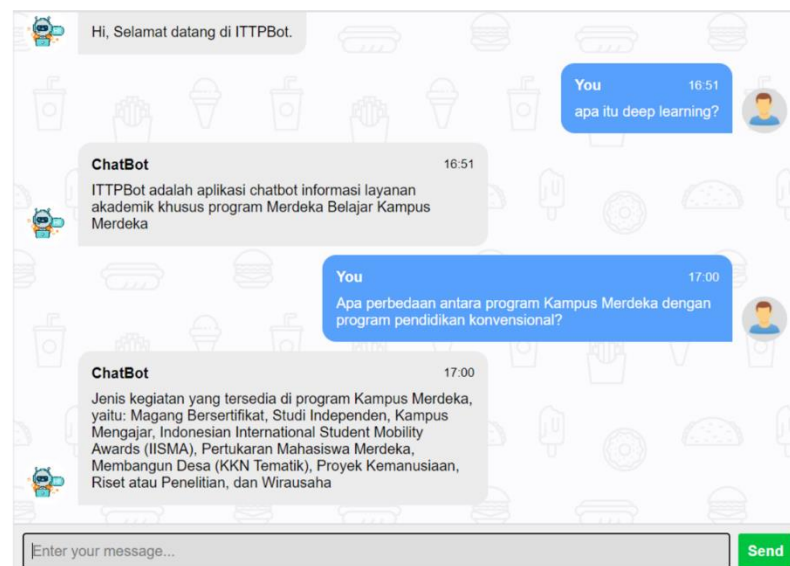 Hi, Selamat datang di ITTPBot.
You 16:51
apa itu deep learning?
ChatBot 16:51
ITTPBot adalah aplikasi chatbot informasi layanan
akademik khusus program Merdeka Belajar Kampus
Merdeka
You 17:00
Apa perbedaan antara program Kampus Merdeka dengan
program pendidikan konvensional?
ChatBot 17:00
Jenis kegiatan yang tersedia di program Kampus Merdeka,
yaitu: Magang Bersertifikat, Studi Independen, Kampus
Mengajar, Indonesian International Student Mobility
Awards (IISMA), Pertukaran Mahasiswa Merdeka,
Membangun Desa (KKN Tematik), Proyek Kemanusiaan,
Riset atau Penelitian, dan Wirausaha
Enter your message...
Send